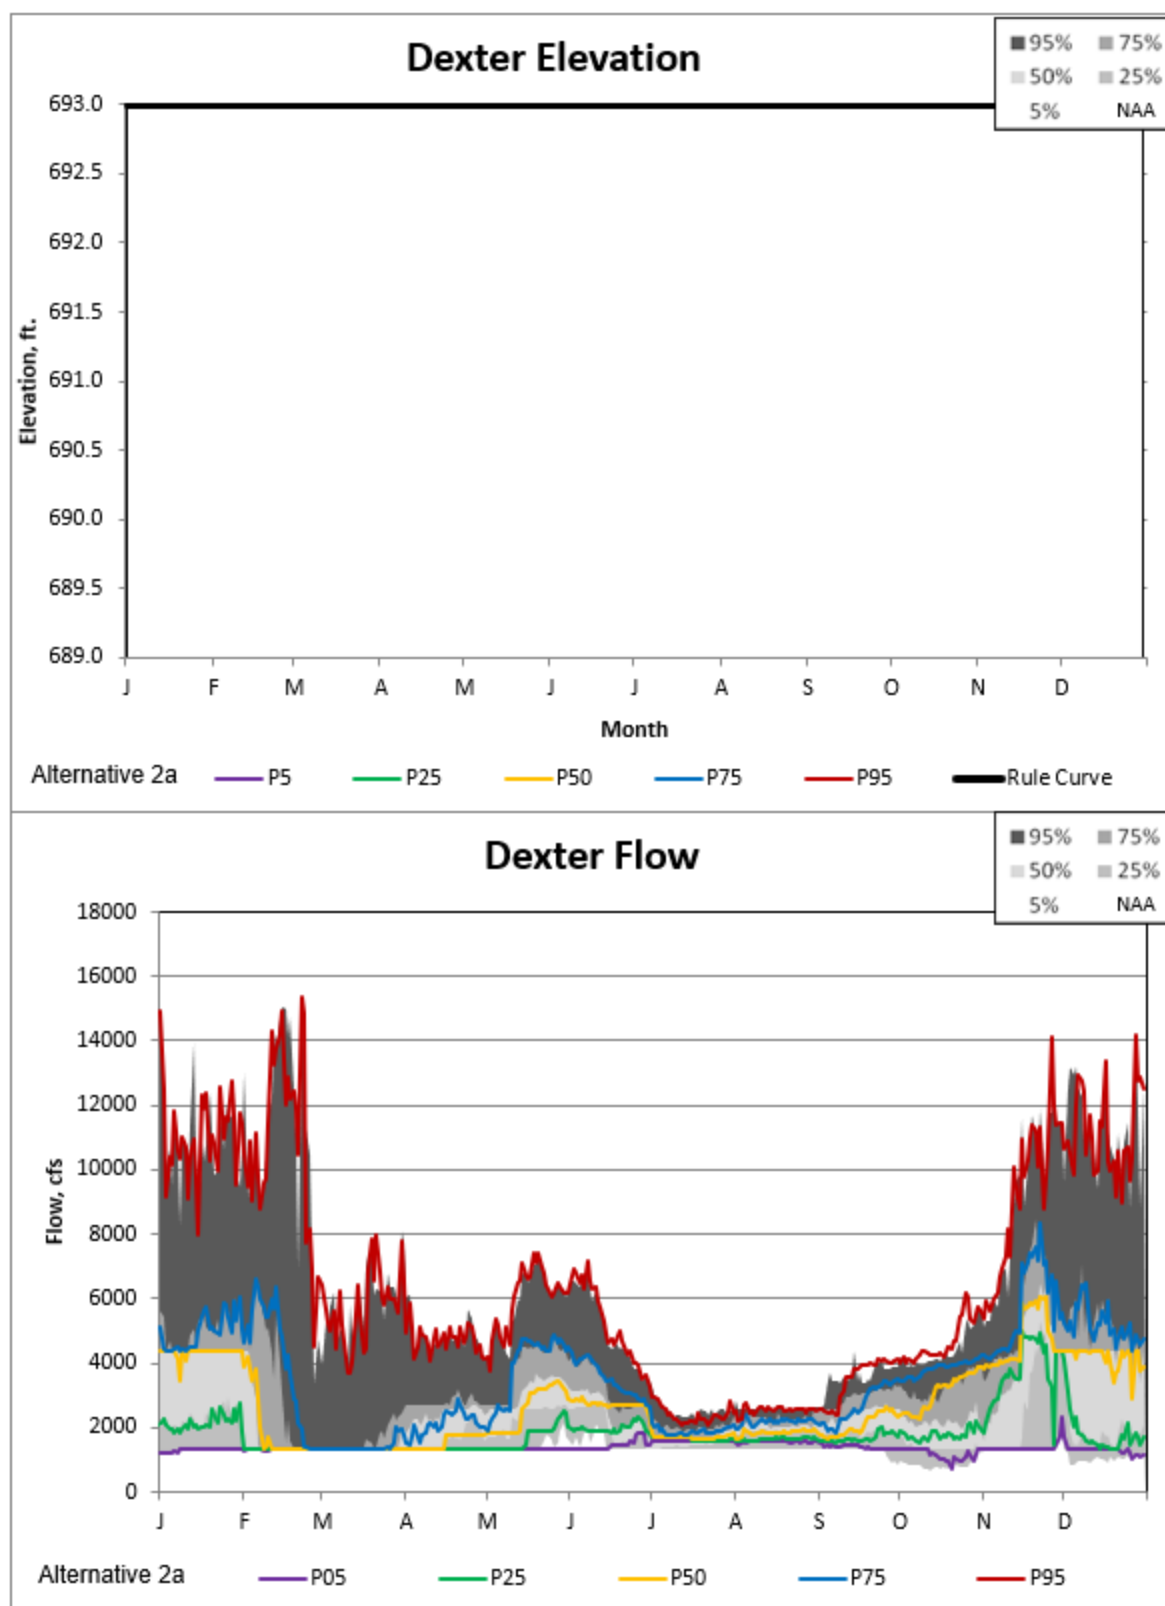 Dexter Elevation
95% 75%
50% 25%
5% NAA
693.0
692.5
692.0
691.5
691.0
690.5
690.0
689.5
689.0
Elevation, ft.
J F M A M J J A S O N D
Month
Alternative 2a P5 P25 P50 P75 P95 Rule Curve
Dexter Flow
95% 75%
50% 25%
5% NAA
18000
16000
14000
12000
10000
8000
6000
4000
2000
0
Flow, cfs
J F M A M J J A S O N D
Alternative 2a P05 P25 P50 P75 P95